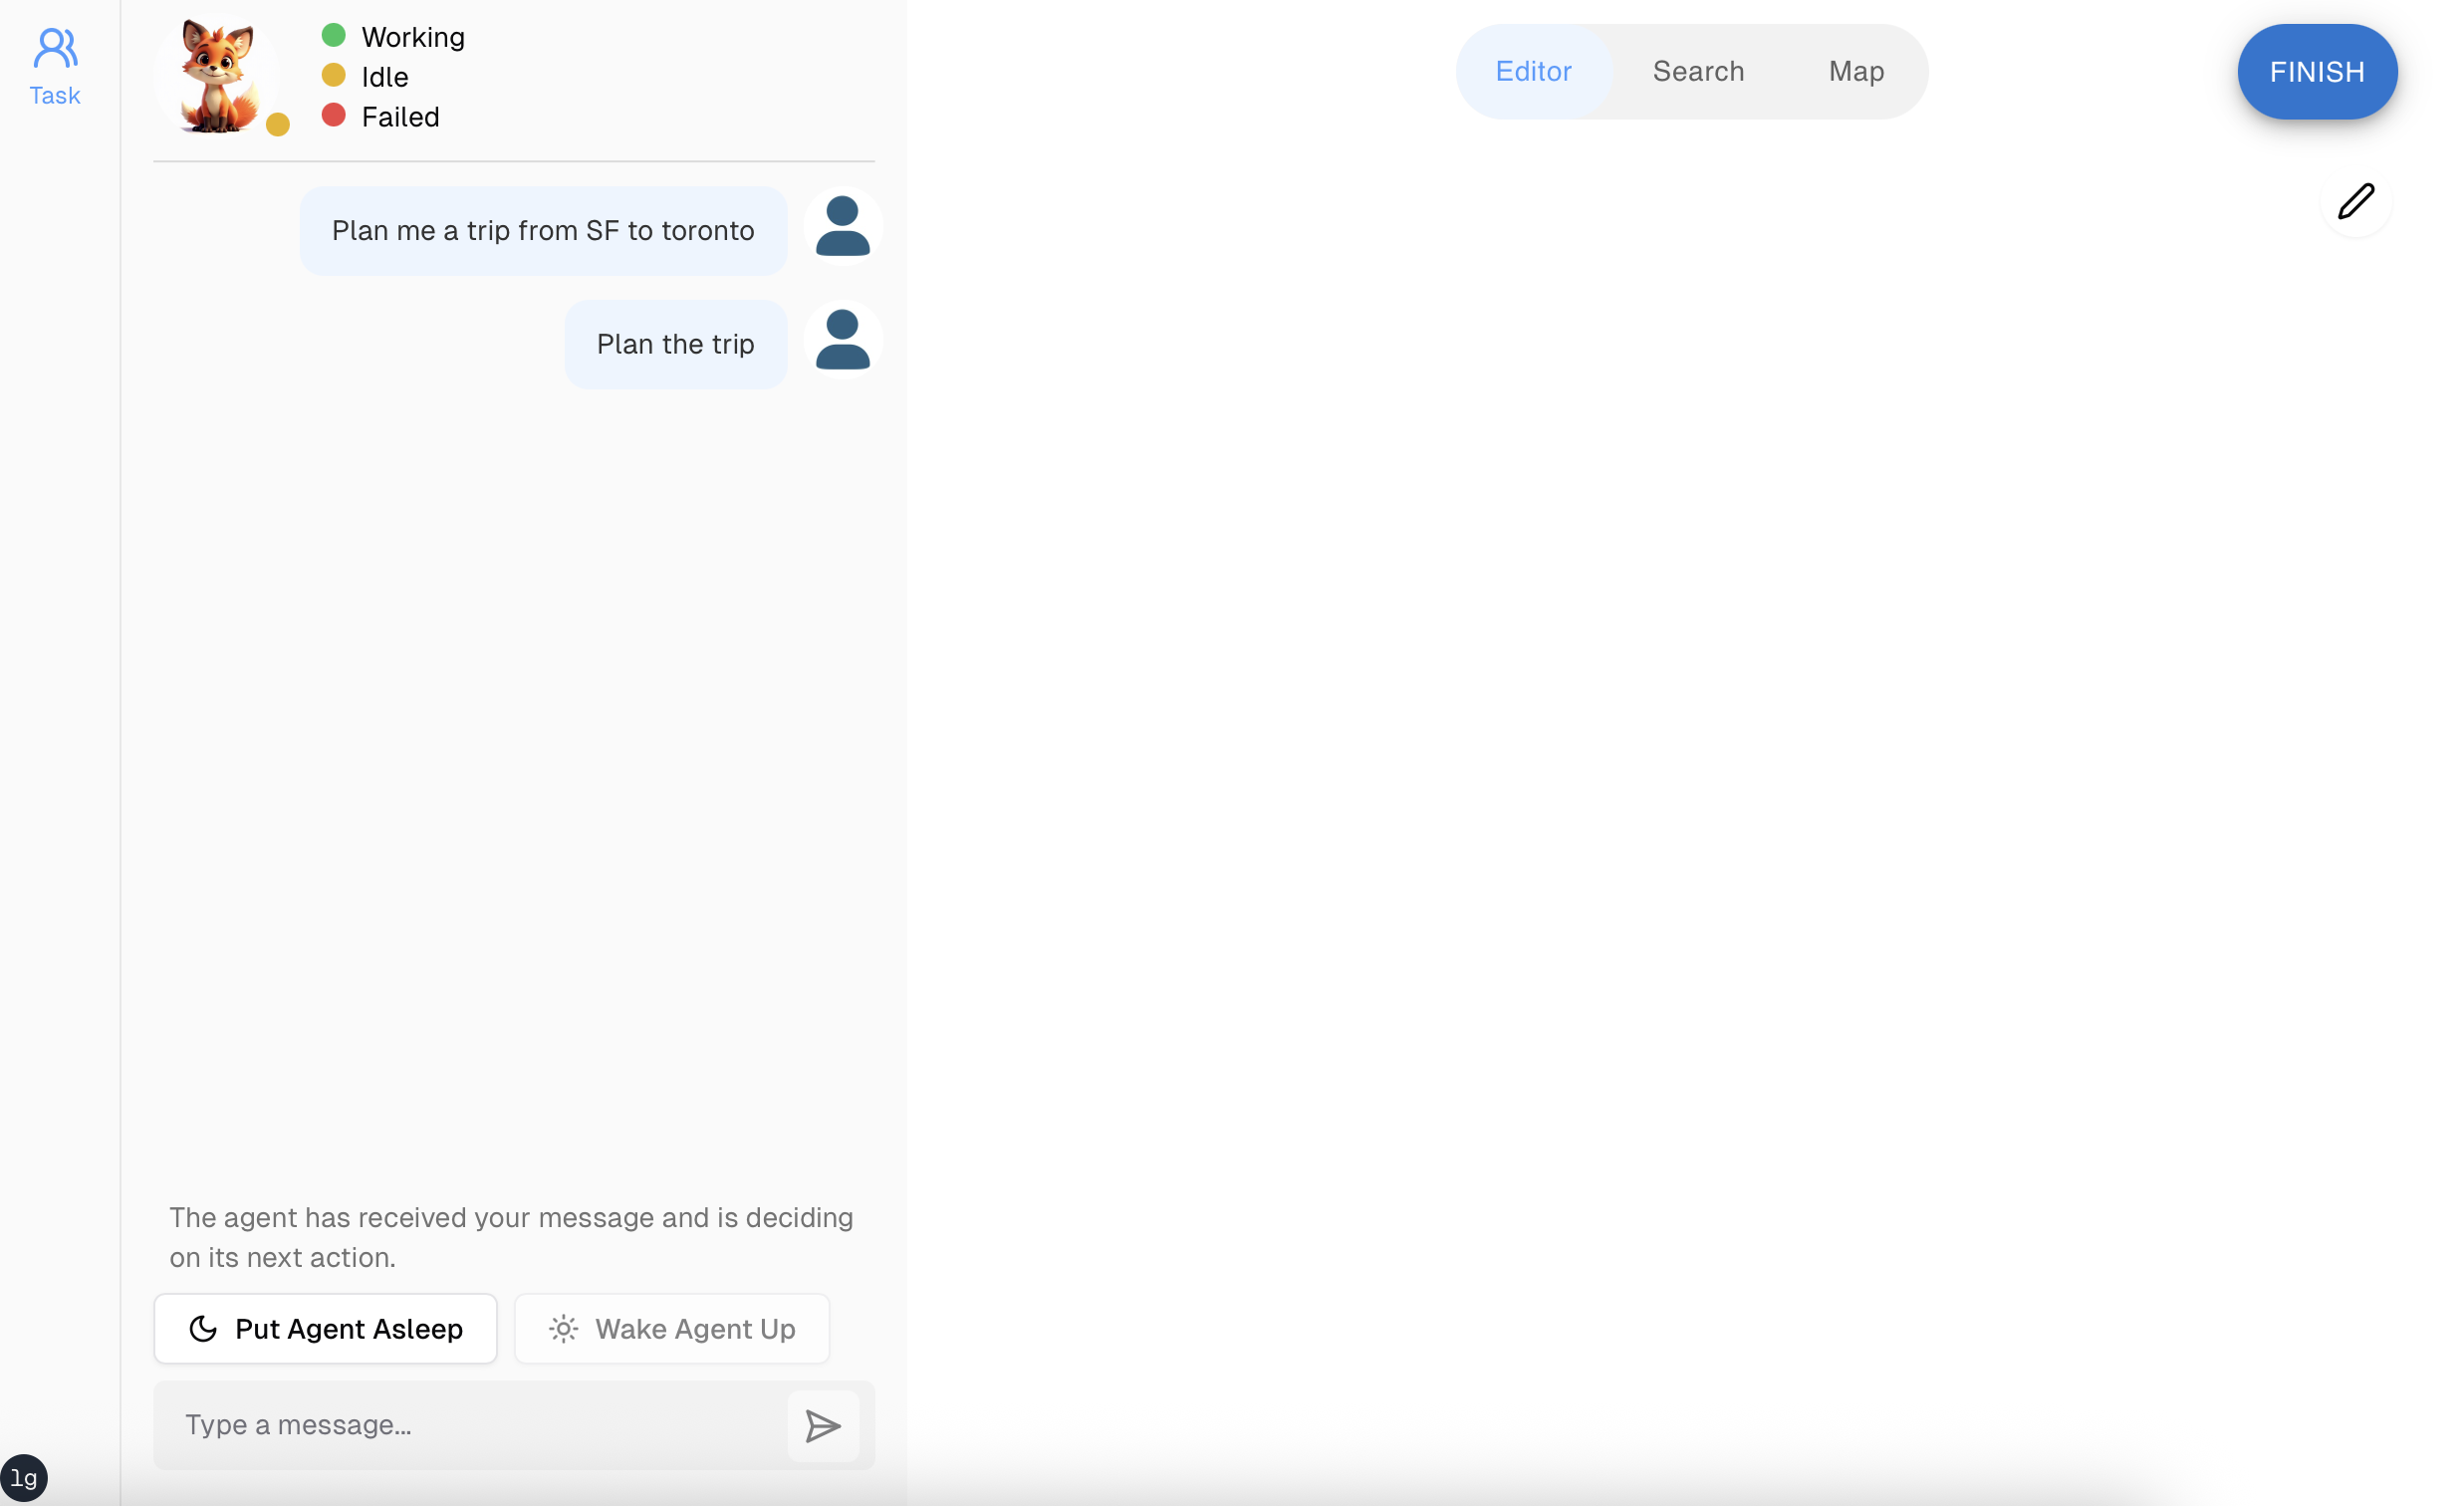 Task
Working
Idle
Failed
Editor
Search
Map
FINISH
Plan me a trip from SF to toronto
Plan the trip
The agent has received your message and is deciding
on its next action.
Put Agent Asleep
Wake Agent Up
Type a message...
lg